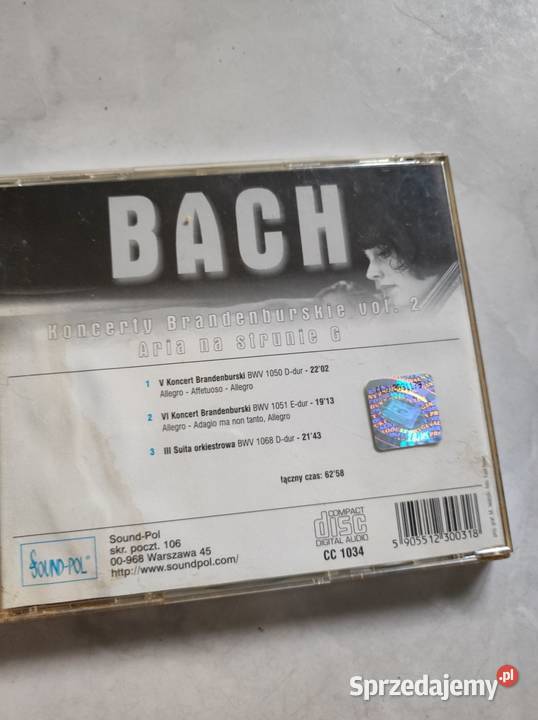 BACH
Koncerty Brandenburskie vol. 2
Aria na strunie G
1 V Koncert Brandenburski BWV 1050 D-dur - 22'02
Allegro - Affetuoso - Allegro
2 VI Koncert Brandenburski BWV 1051 E-dur - 19'13
Allegro - Adagio ma non tanto, Allegro
3 III Suita orkiestrowa BWV 1068 D-dur - 21'43
łączny czas: 62'58
SOUND-POL
Sound-Pol
skr. poczt. 106
00-968 Warszawa 45
http://www.soundpol.com/
COMPACT
disc
DIGITAL AUDIO
CC 1034
5 905512 300318
Sprzedajemy.pl